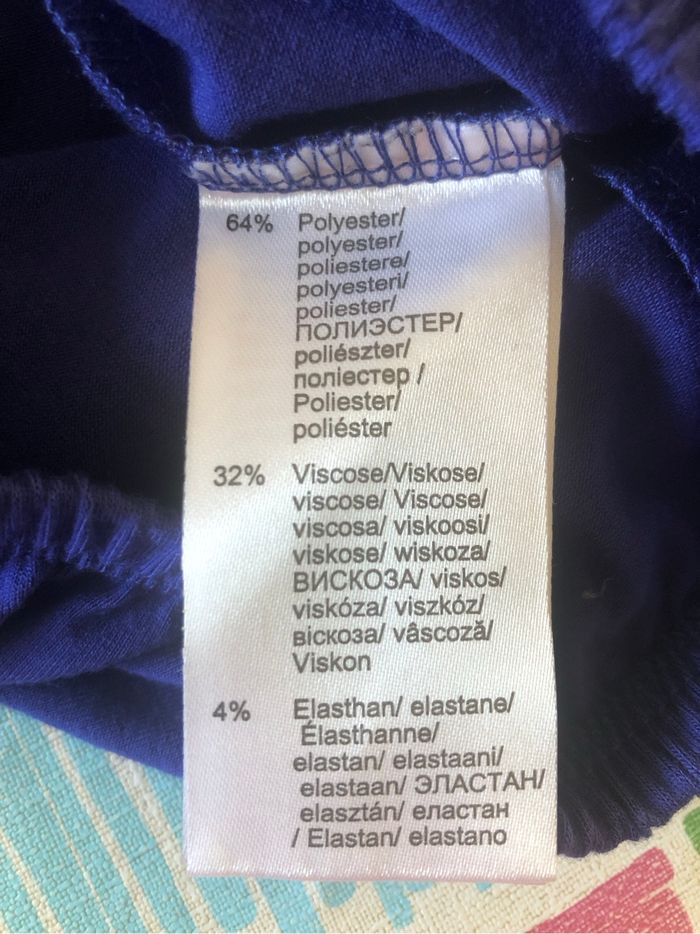 64% Polyester/
polyester/
poliestere/
polyesteri/
poliester/
ПОЛИЭСТЕР/
poliészter/
поліестер /
Poliester/
poliéster
32% Viscose/Viskose/
viscose/ Viscose/
viscosa/ viskoosi/
viskose/ wiskoza/
ВИСКОЗА/ viskos/
viskóza/ viszkóz/
віскоза/ vâscoză/
Viskon
4% Elasthan/ elastane/
Élasthanne/
elastan/ elastaani/
elastaan/ ЭЛАСТАН/
elasztán/ еластан
/ Elastan/ elastano